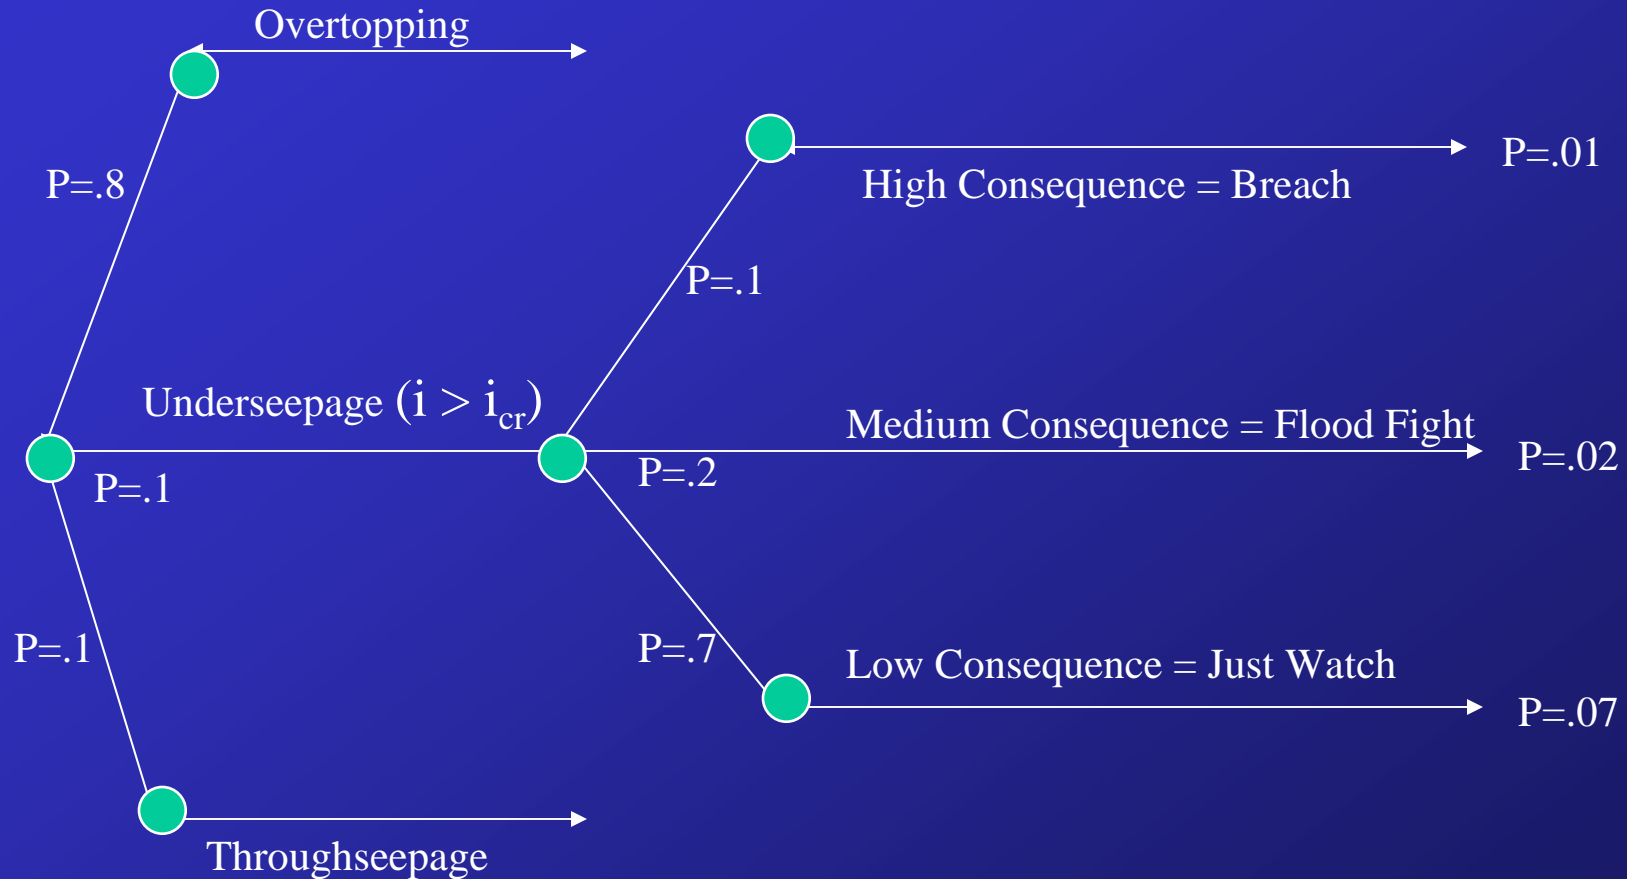 Overtopping
P=.8
P=.1
High Consequence = Breach
P=.01
Underseepage (i > i_cr)
P=.1
P=.2
Medium Consequence = Flood Fight
P=.02
P=.1
P=.7
Low Consequence = Just Watch
P=.07
Throughseepage